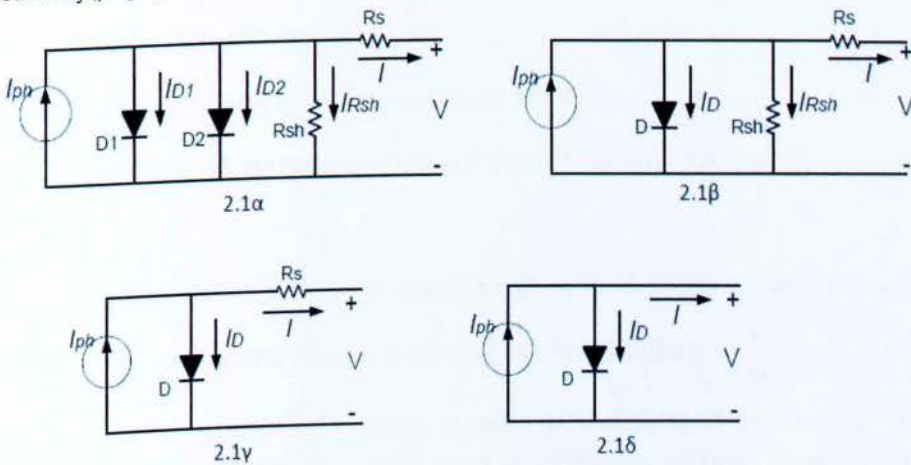 Rs
Iph
ID1
ID2
IRsh
I
+
V
D1
D2
Rsh
-
2.1α
Rs
Iph
ID
IRsh
I
+
V
D
Rsh
-
2.1β
Rs
Iph
ID
I
+
V
D
-
2.1γ
Iph
ID
I
+
V
D
-
2.1δ